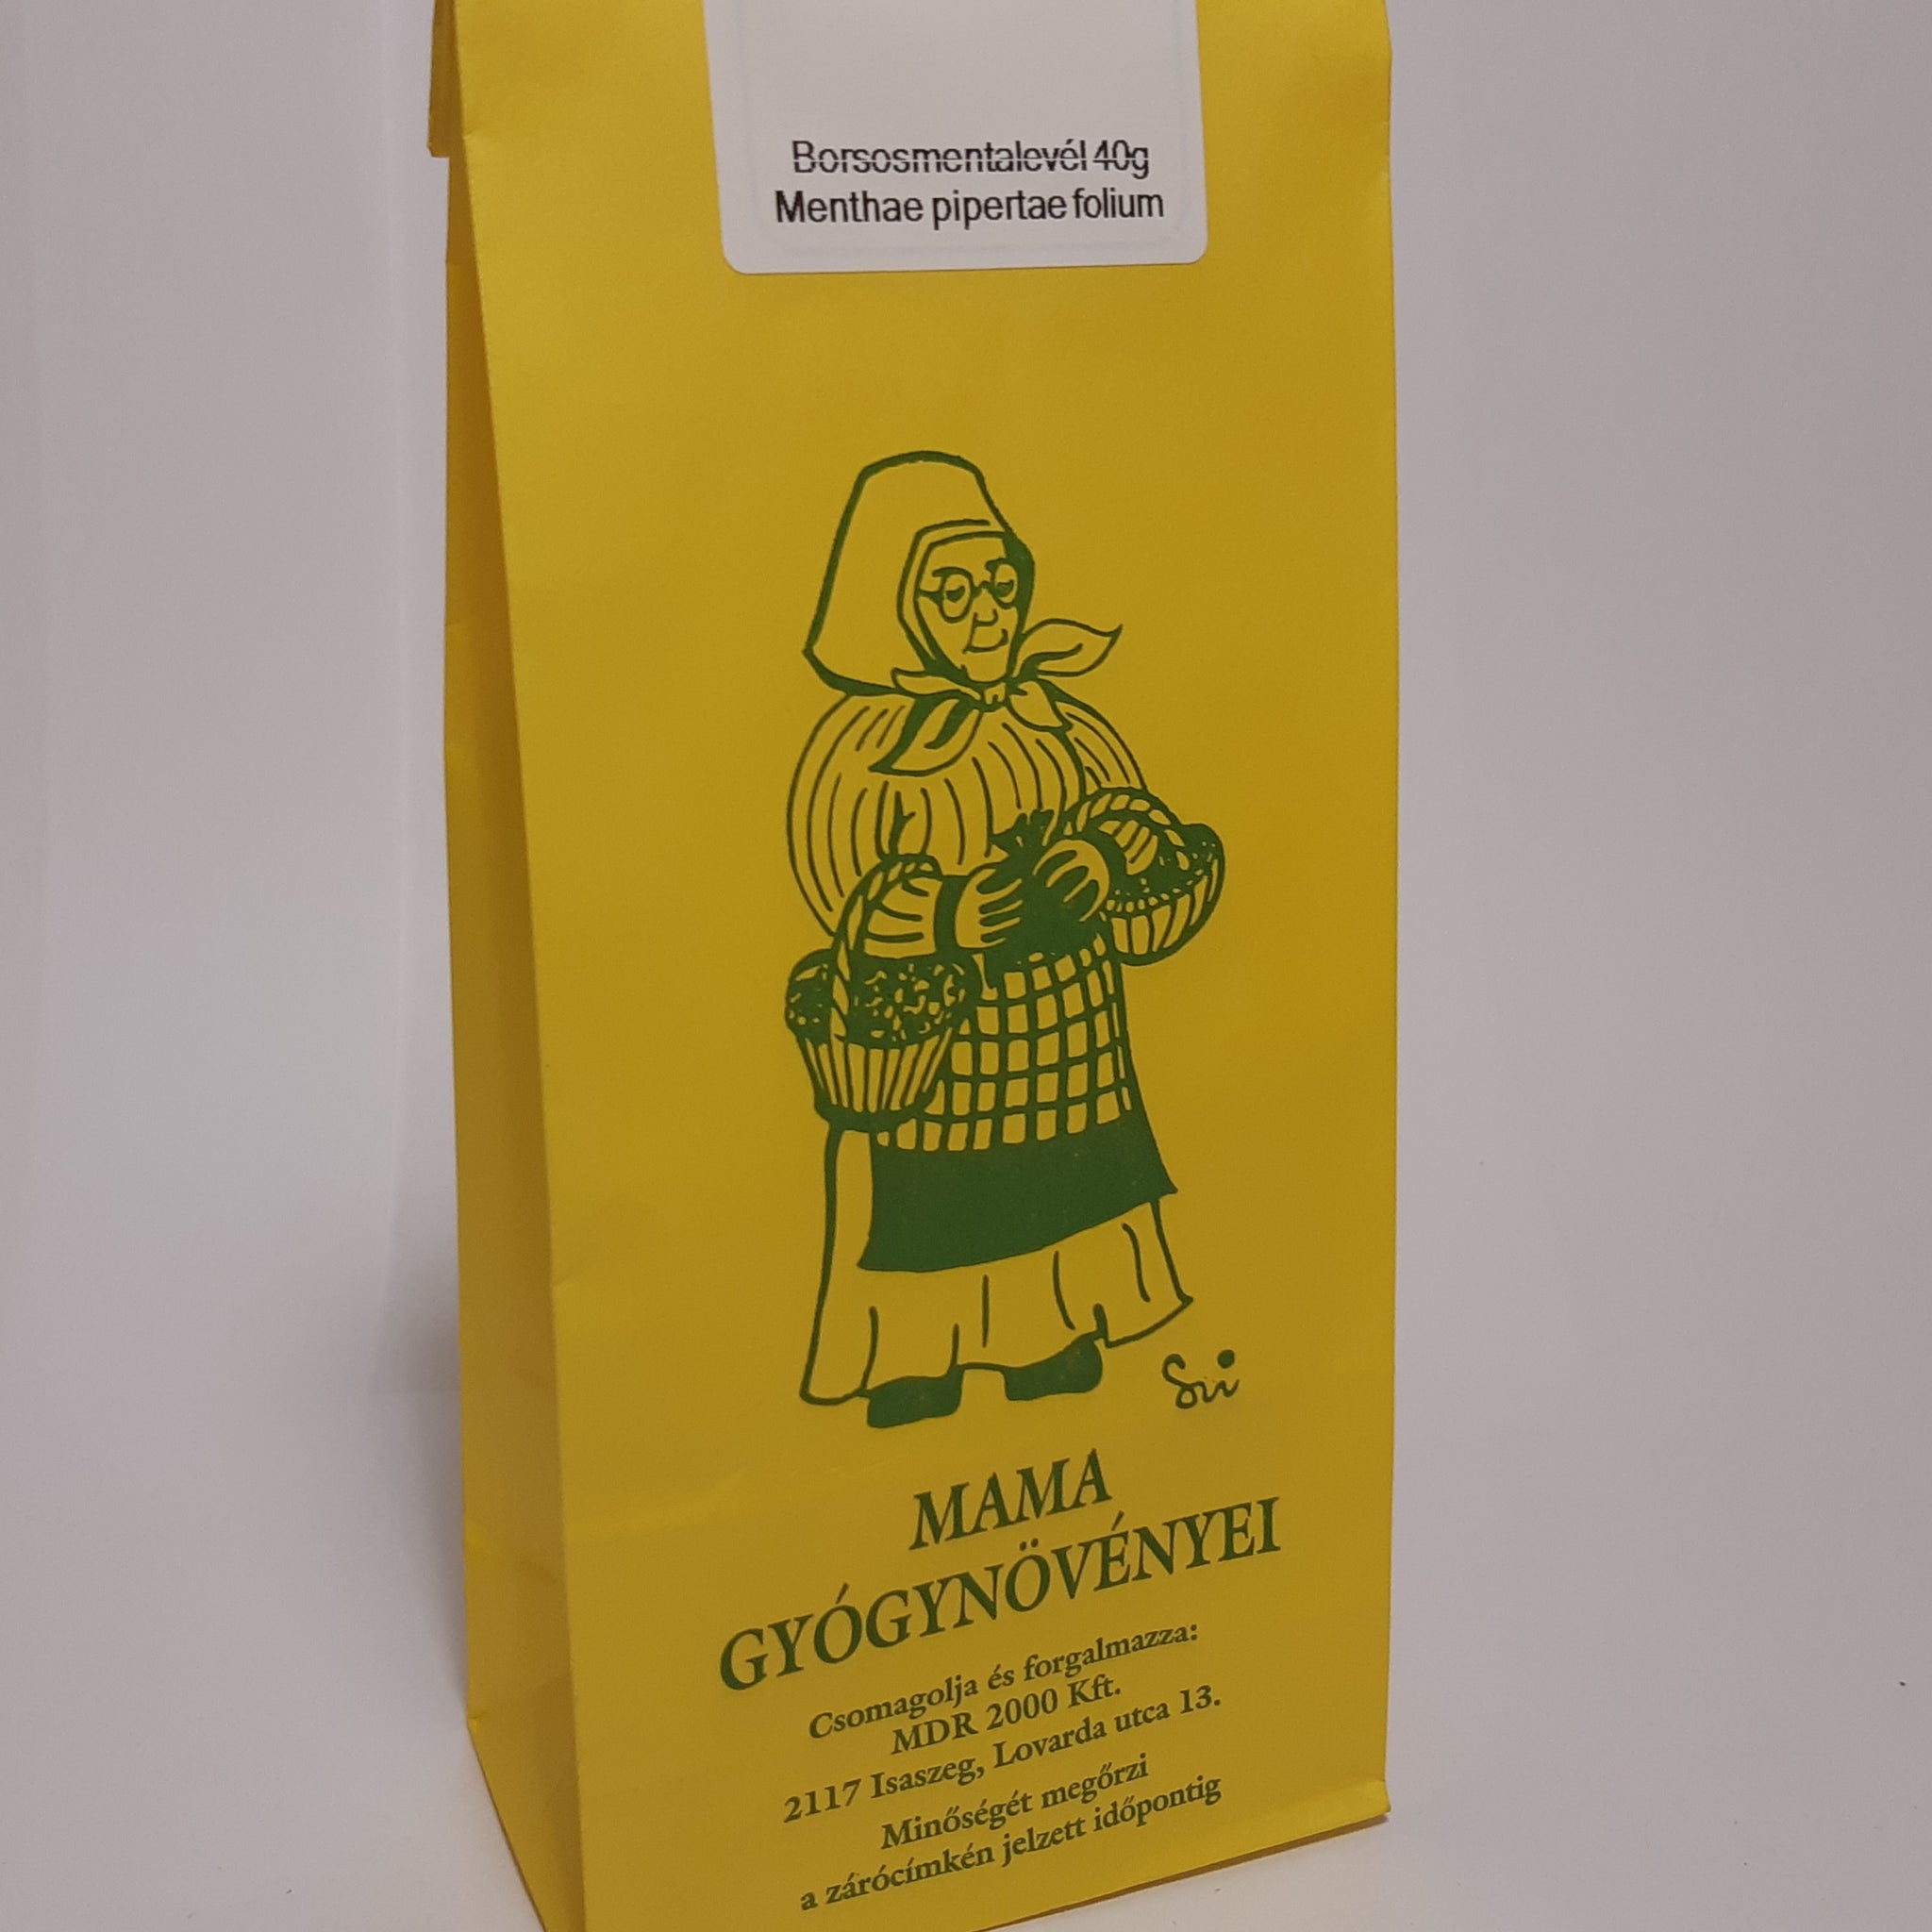 Borsosmentalevél 40g
Menthae pipertae folium
MAMA
GYÓGYNÖVÉNYEI
Csomagolja és forgalmazza:
MDR 2000 Kft.
2117 Isaszeg, Lovarda utca 13.
Minőségét megőrzi
a zárócímkén jelzett időpontig